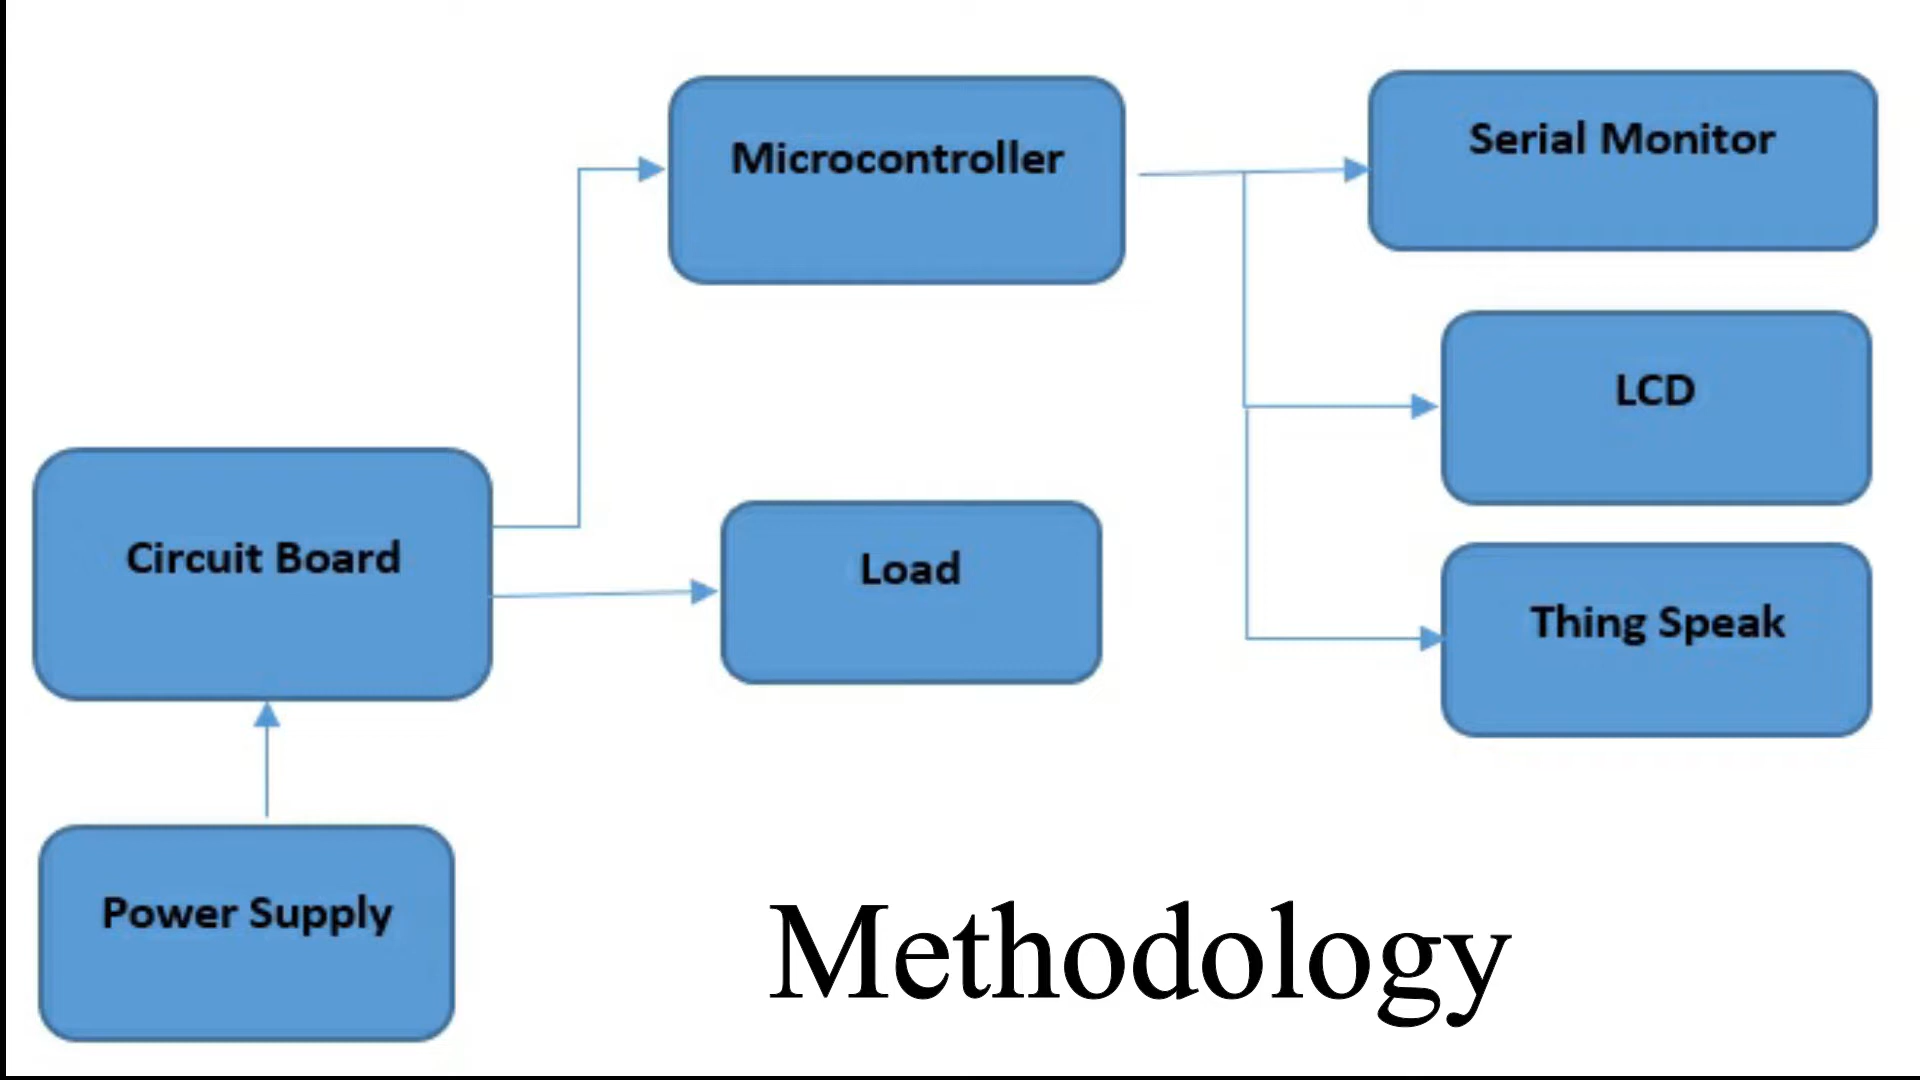 Microcontroller
Serial Monitor
LCD
Circuit Board
Load
Thing Speak
Power Supply
Methodology